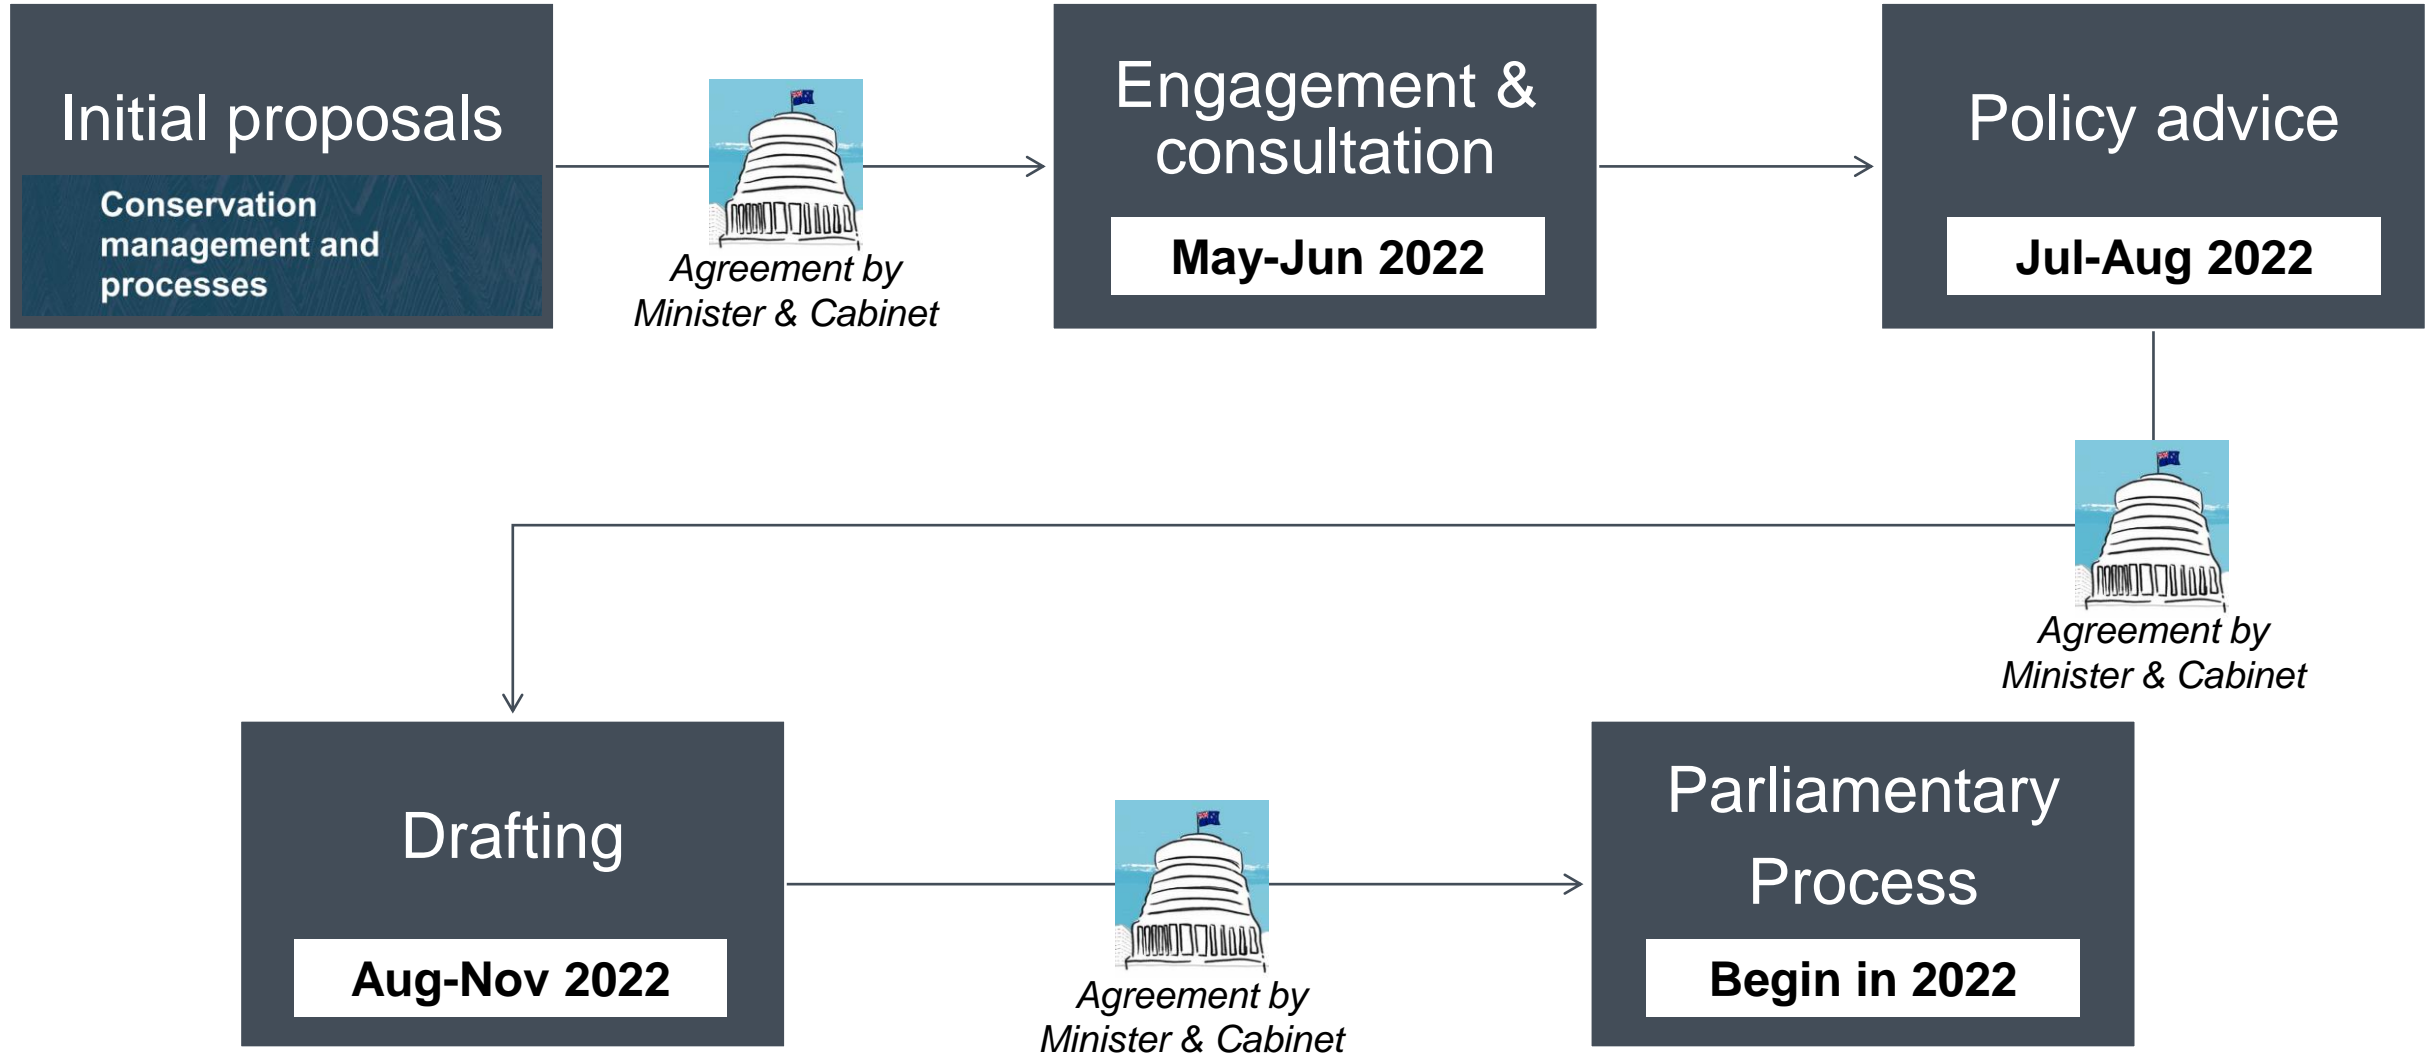 Initial proposals
Conservation
management and
processes
Agreement by
Minister & Cabinet
Engagement &
consultation
May-Jun 2022
Policy advice
Jul-Aug 2022
Agreement by
Minister & Cabinet
Drafting
Aug-Nov 2022
Agreement by
Minister & Cabinet
Parliamentary
Process
Begin in 2022